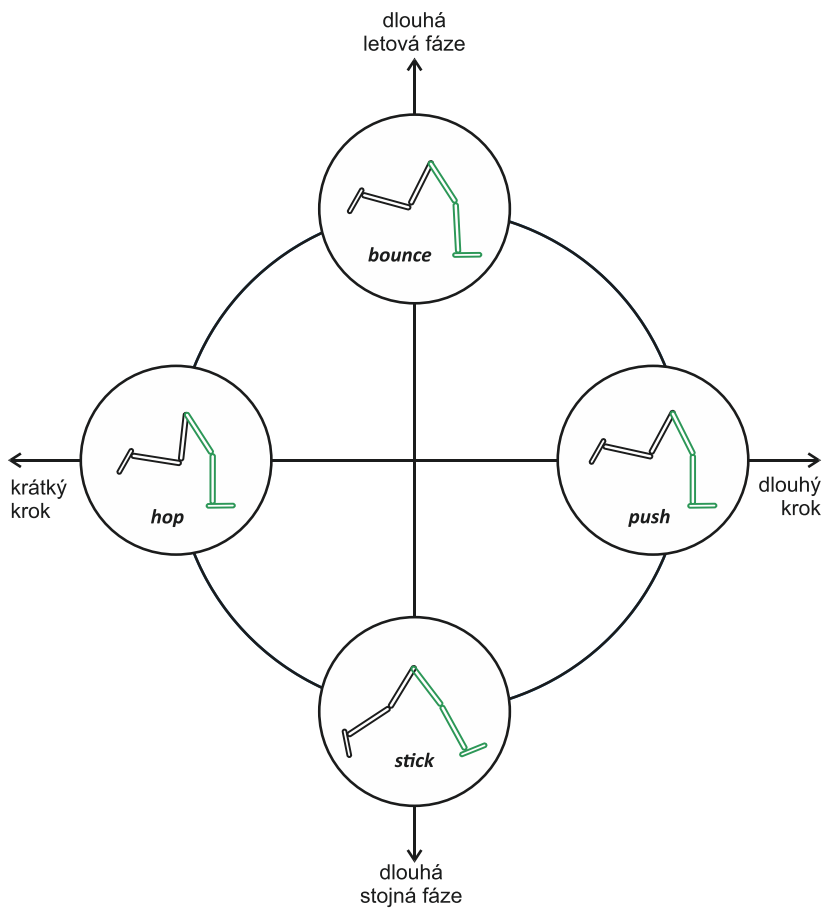 dlouhá
letová fáze
bounce
hop
push
krátký
krok
dlouhý
krok
stick
dlouhá
stojná fáze